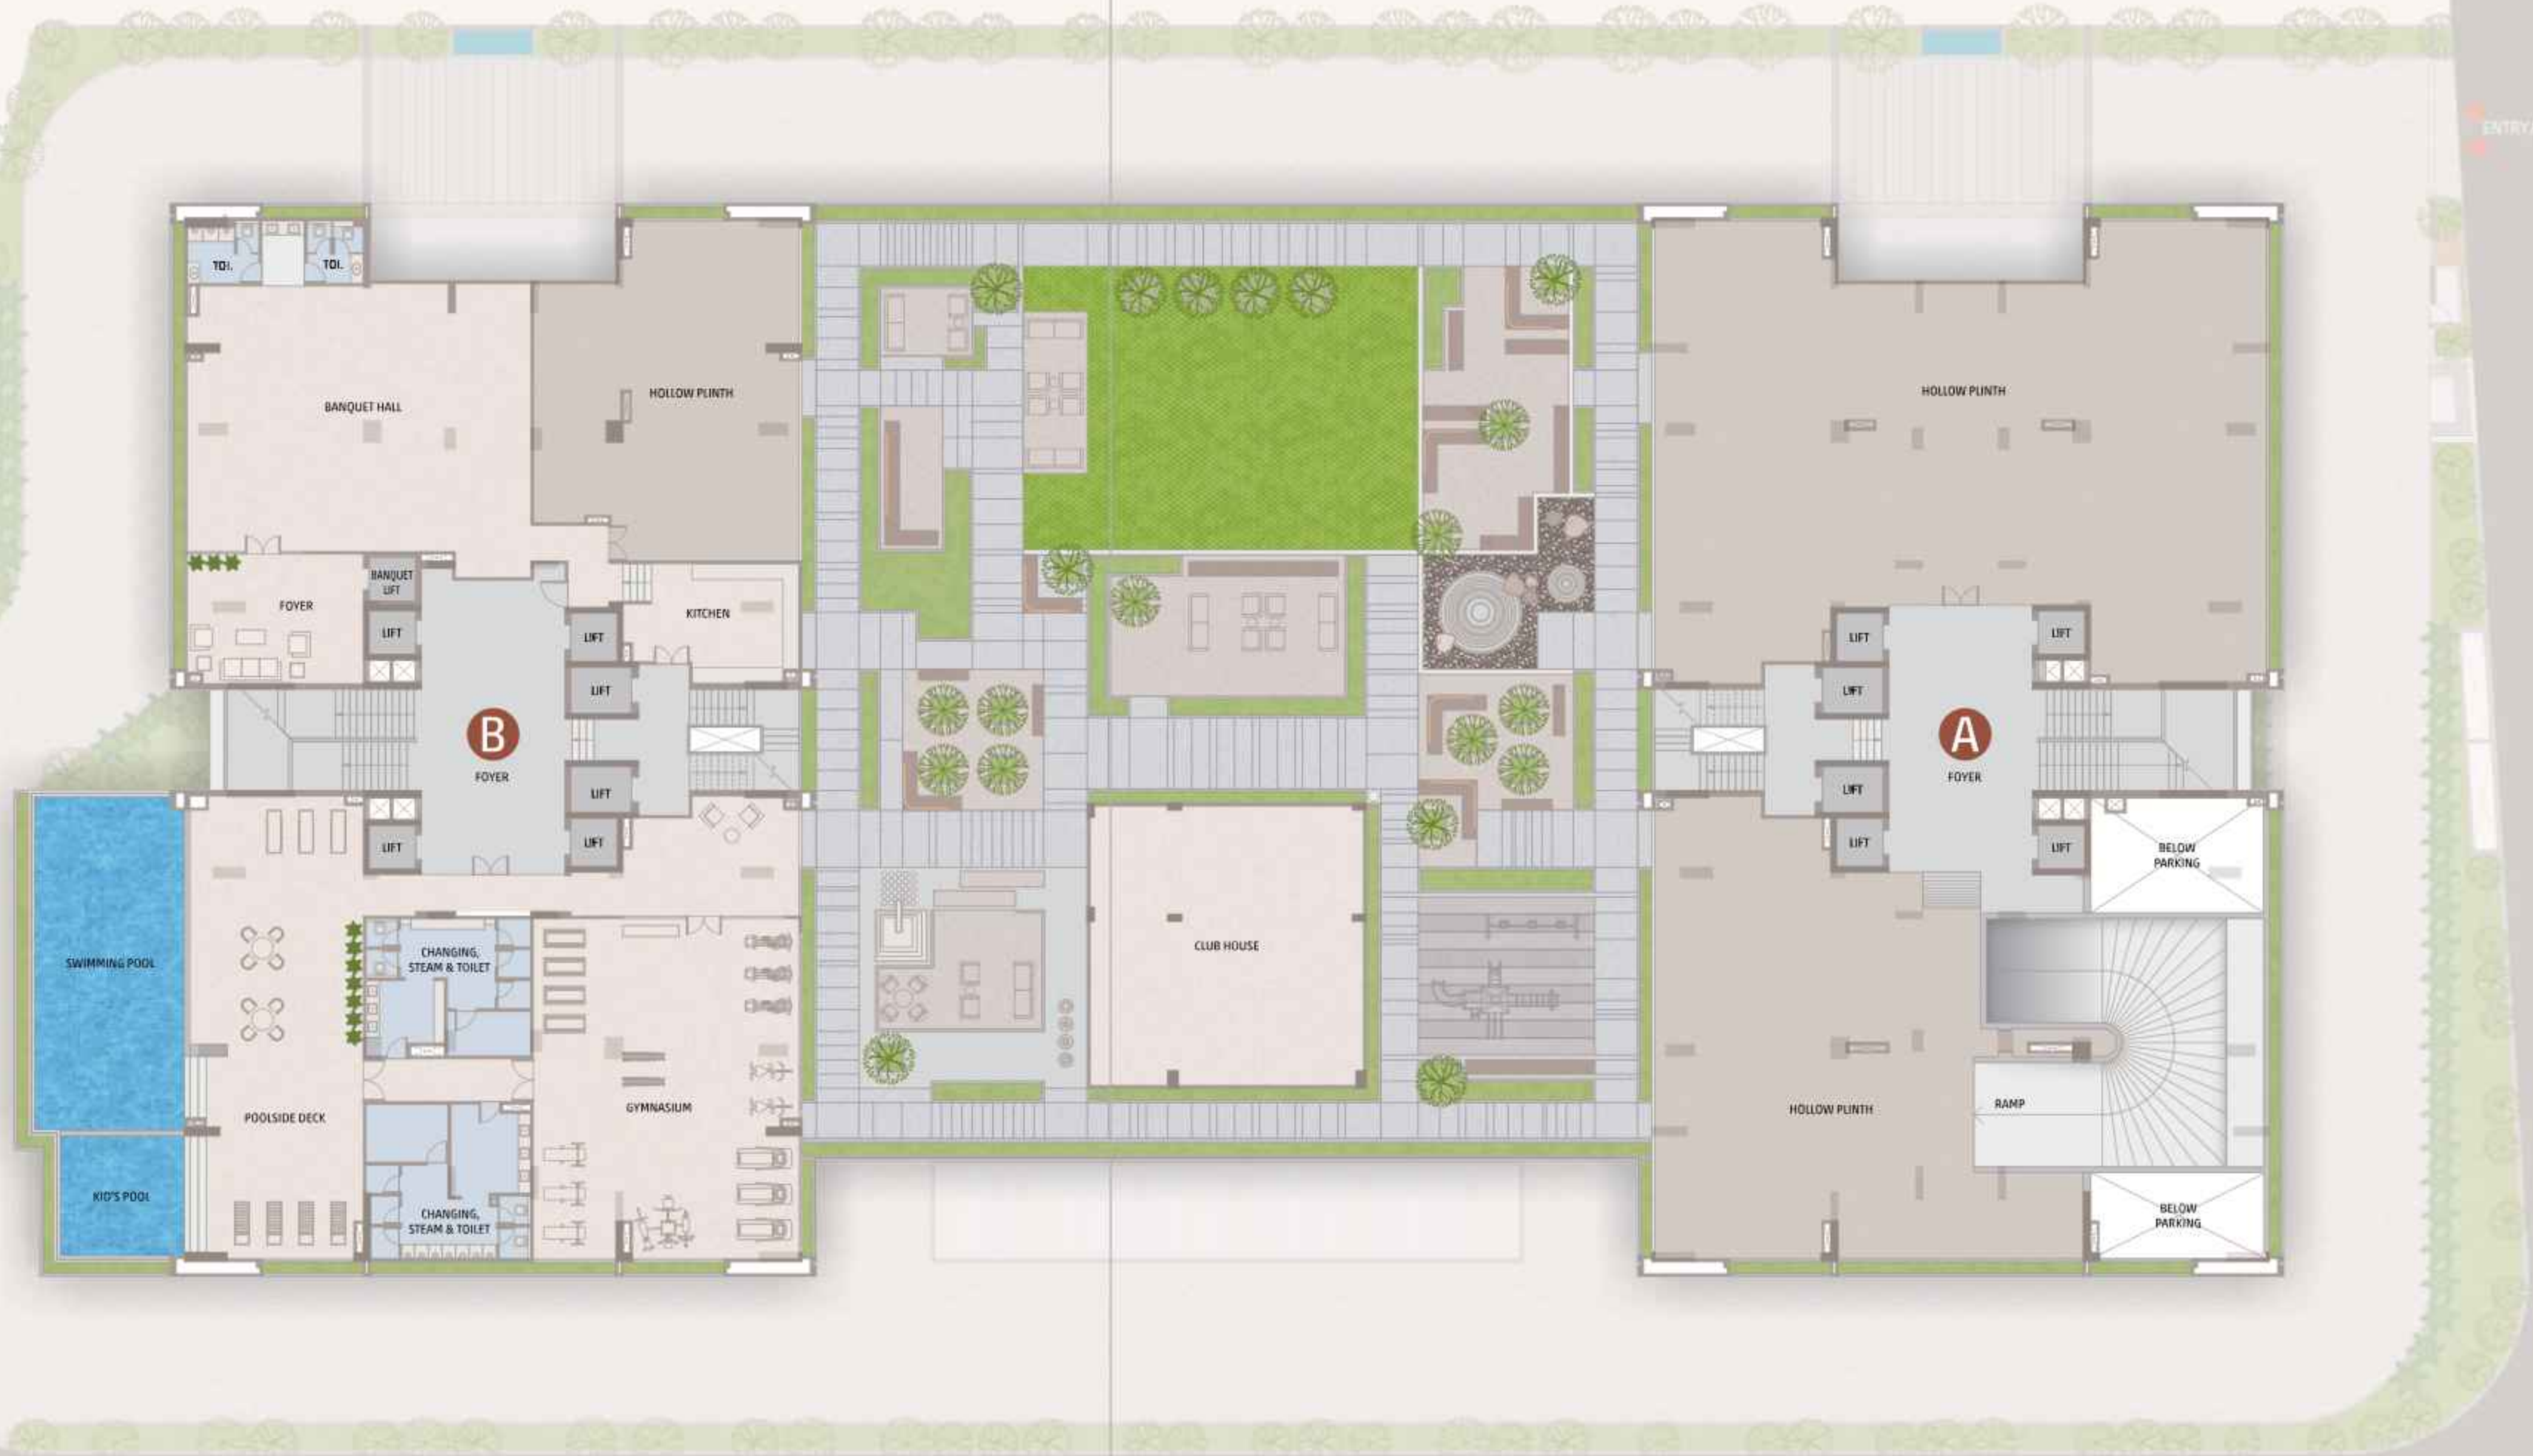 ENTRY
TOI.
TOI.
BANQUET HALL
HOLLOW PLINTH
HOLLOW PLINTH
BANQUET
LIFT
FOYER
LIFT
LIFT
KITCHEN
LIFT
LIFT
LIFT
LIFT
LIFT
B
FOYER
A
FOYER
LIFT
LIFT
LIFT
LIFT
LIFT
LIFT
BELOW
PARKING
SWIMMING POOL
CHANGING,
STEAM & TOILET
CLUB HOUSE
POOLSIDE DECK
GYMNASIUM
HOLLOW PLINTH
RAMP
KID'S POOL
CHANGING,
STEAM & TOILET
BELOW
PARKING